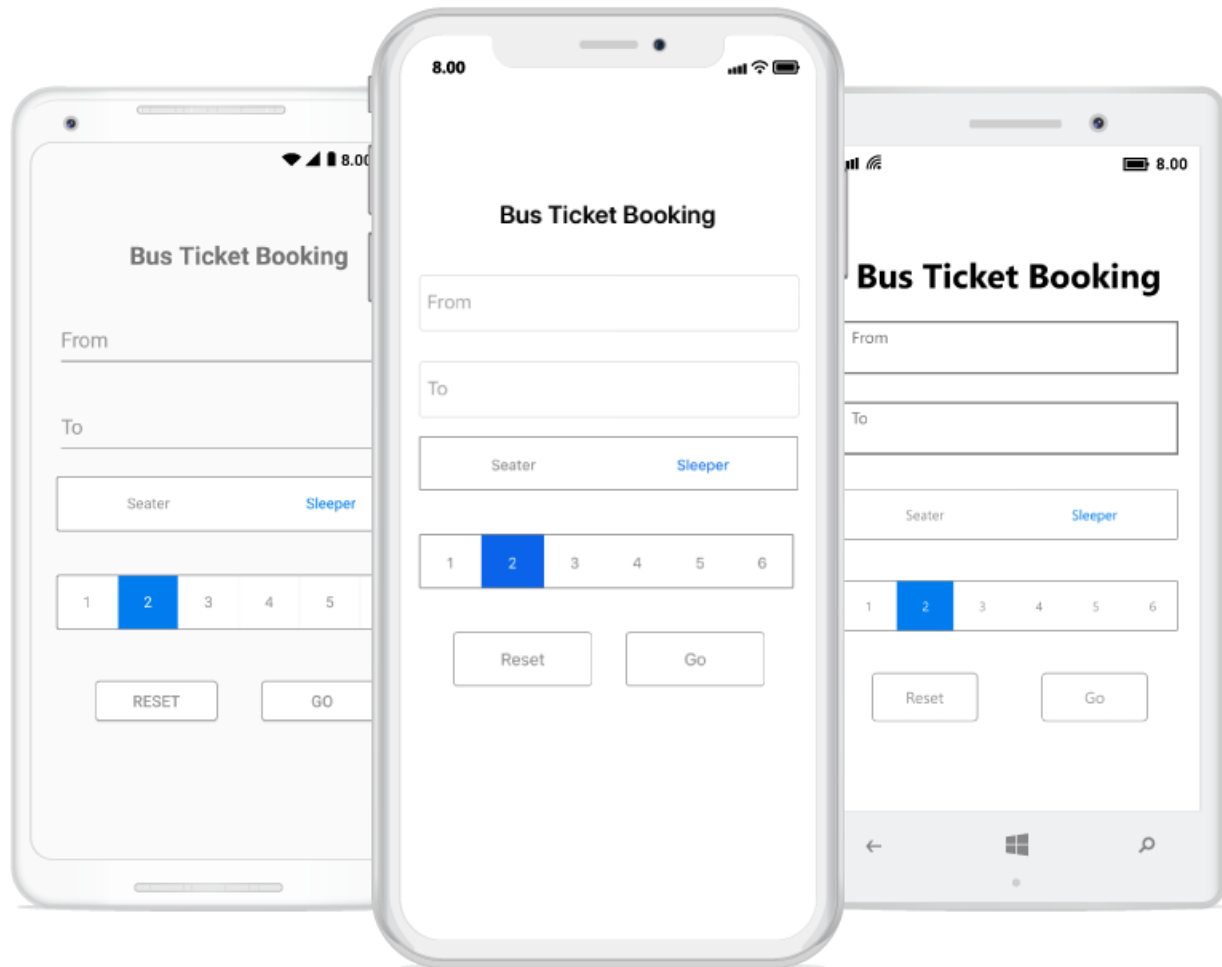 8.00
Bus Ticket Booking
From
To
Seater Sleeper
1 2 3 4 5
RESET GO
8.00
Bus Ticket Booking
From
To
Seater Sleeper
1 2 3 4 5 6
Reset Go
8.00
Bus Ticket Booking
From
To
Seater Sleeper
1 2 3 4 5 6
Reset Go